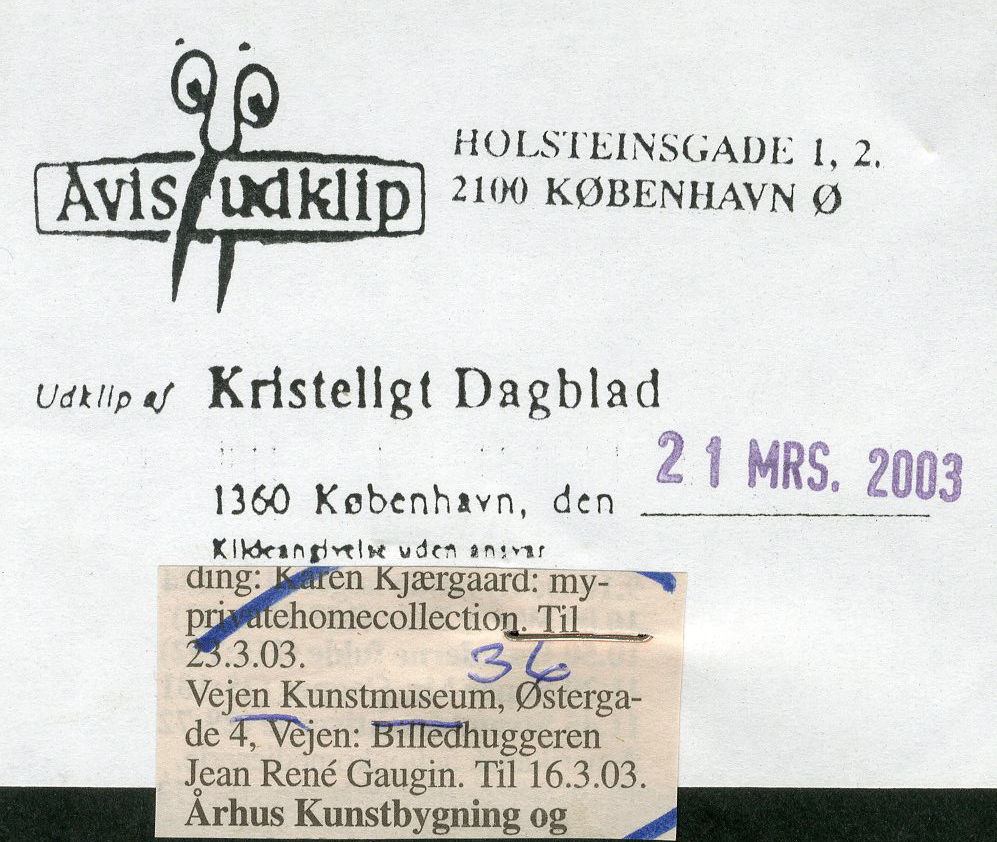 Avis udklip
HOLSTEINSGADE 1, 2.
2100 KØBENHAVN Ø
Udklip af Kristeligt Dagblad
21 MRS. 2003
1360 København, den
Kildeangivelse uden ansvar
ding: Karen Kjærgaard: my-
privatehomecollection. Til
23.3.03.
36
Vejen Kunstmuseum, Østerga-
de 4, Vejen: Billedhuggeren
Jean René Gaugin. Til 16.3.03.
Århus Kunstbygning og